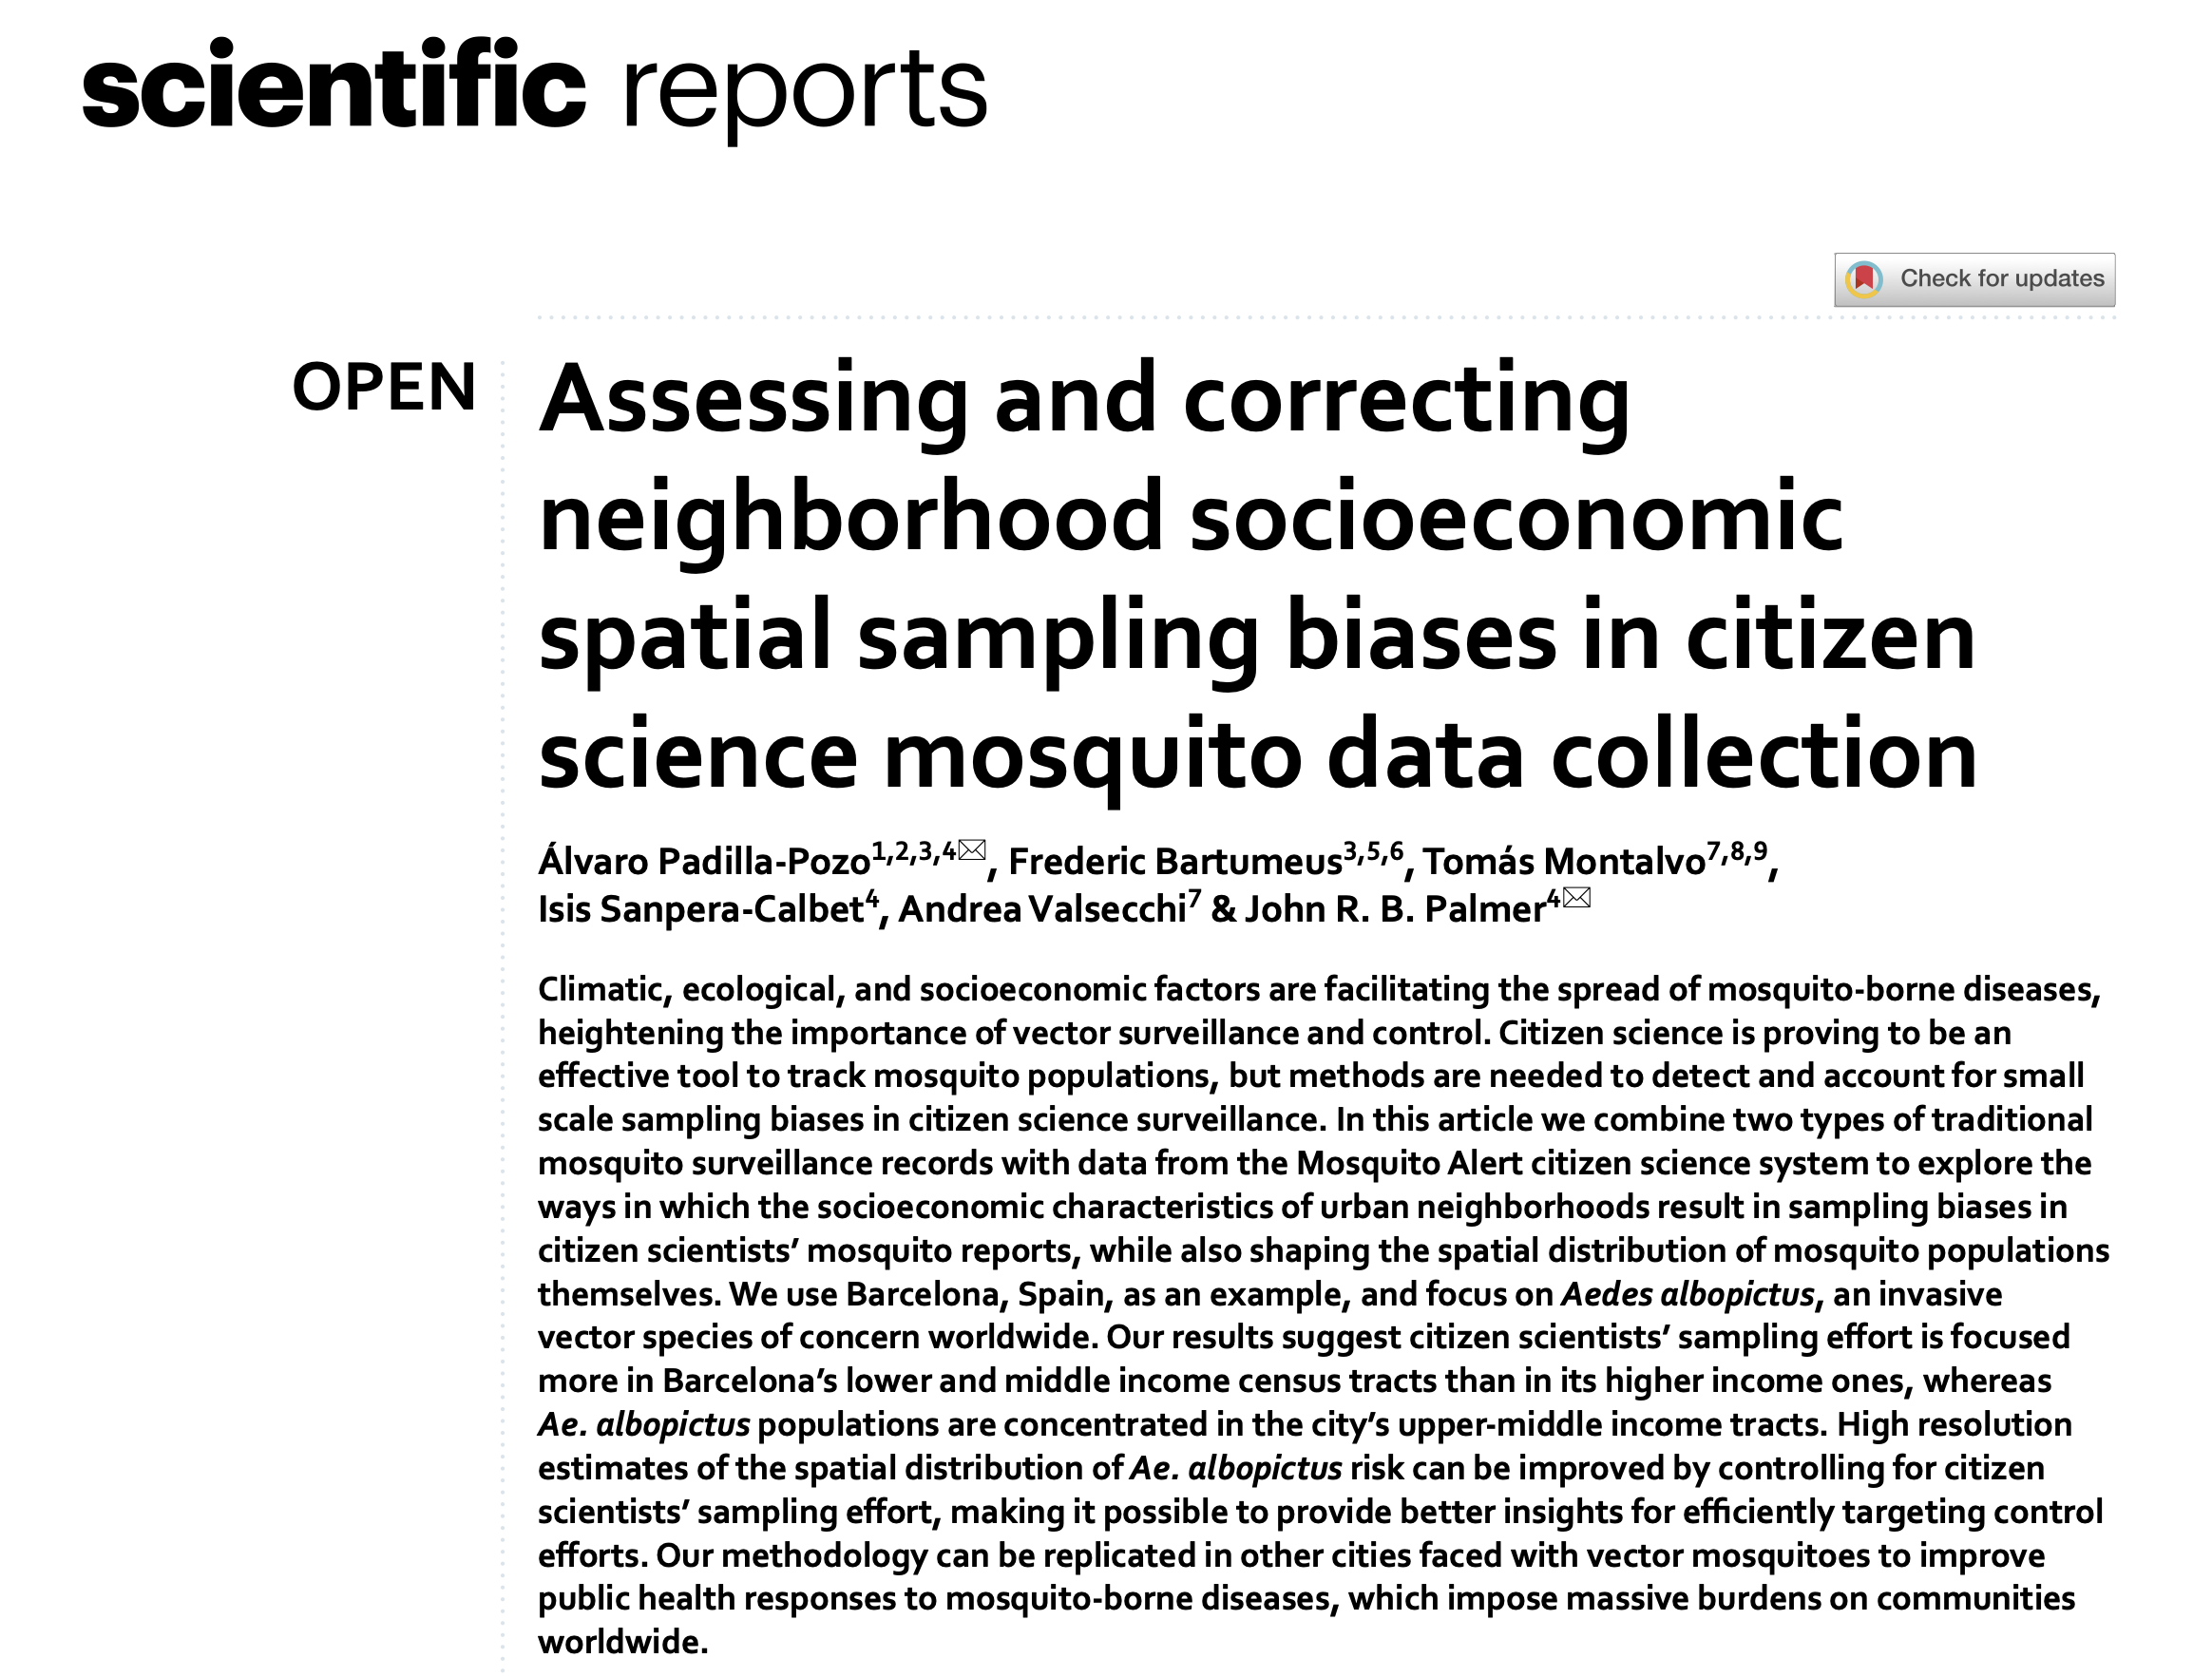 scientific reports
Check for updates
OPEN
Assessing and correcting
neighborhood socioeconomic
spatial sampling biases in citizen
science mosquito data collection
Álvaro Padilla-Pozo1,2,3,4✉, Frederic Bartumeus3,5,6, Tomás Montalvo7,8,9,
Isis Sanpera-Calbet4, Andrea Valsecchi7 & John R. B. Palmer4✉
Climatic, ecological, and socioeconomic factors are facilitating the spread of mosquito-borne diseases,
heightening the importance of vector surveillance and control. Citizen science is proving to be an
effective tool to track mosquito populations, but methods are needed to detect and account for small
scale sampling biases in citizen science surveillance. In this article we combine two types of traditional
mosquito surveillance records with data from the Mosquito Alert citizen science system to explore the
ways in which the socioeconomic characteristics of urban neighborhoods result in sampling biases in
citizen scientists’ mosquito reports, while also shaping the spatial distribution of mosquito populations
themselves. We use Barcelona, Spain, as an example, and focus on Aedes albopictus, an invasive
vector species of concern worldwide. Our results suggest citizen scientists’ sampling effort is focused
more in Barcelona’s lower and middle income census tracts than in its higher income ones, whereas
Ae. albopictus populations are concentrated in the city’s upper-middle income tracts. High resolution
estimates of the spatial distribution of Ae. albopictus risk can be improved by controlling for citizen
scientists’ sampling effort, making it possible to provide better insights for efficiently targeting control
efforts. Our methodology can be replicated in other cities faced with vector mosquitoes to improve
public health responses to mosquito-borne diseases, which impose massive burdens on communities
worldwide.